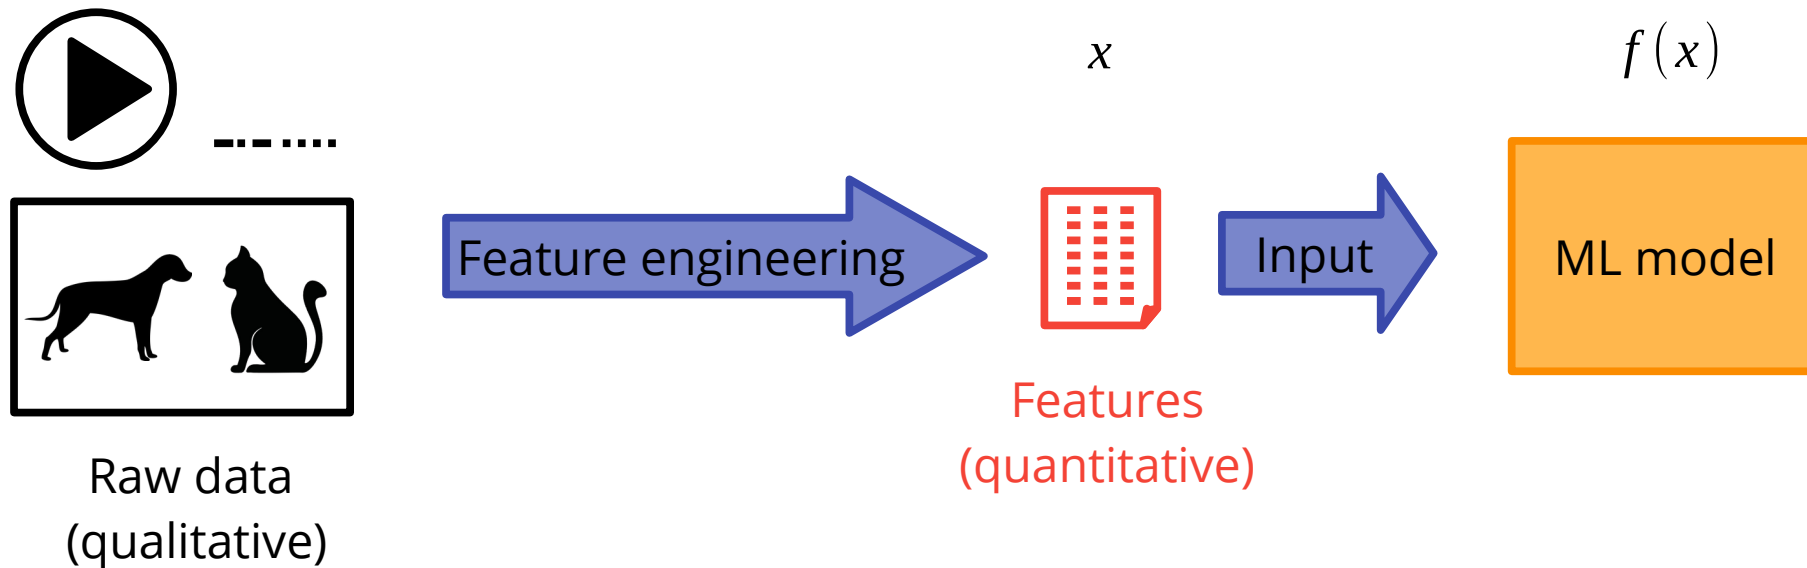 x
f(x)
Feature engineering
Input
ML model
Features
(quantitative)
Raw data
(qualitative)